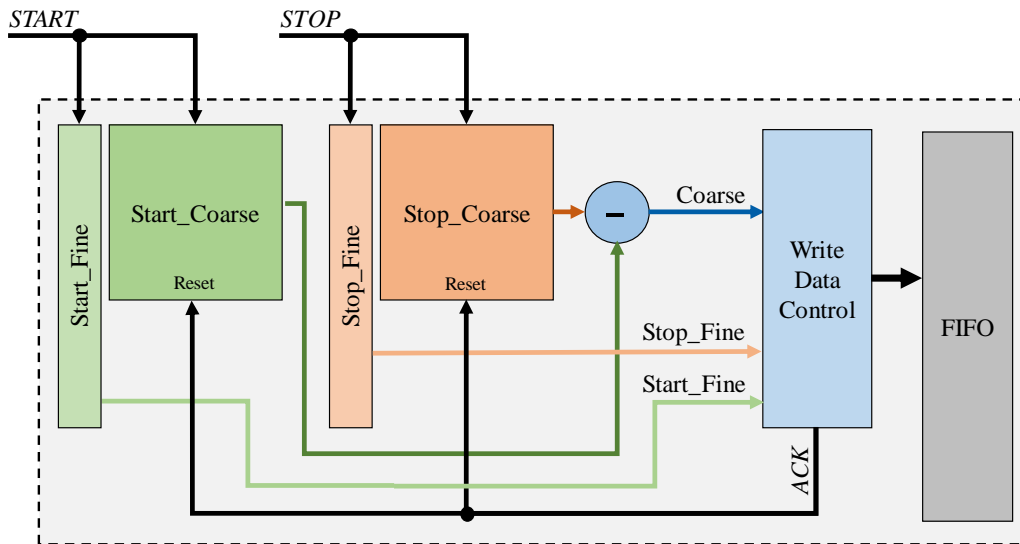 START
STOP
Start_Fine
Start_Coarse
Reset
Stop_Fine
Stop_Coarse
Reset
-
Coarse
Stop_Fine
Start_Fine
Write
Data
Control
ACK
FIFO